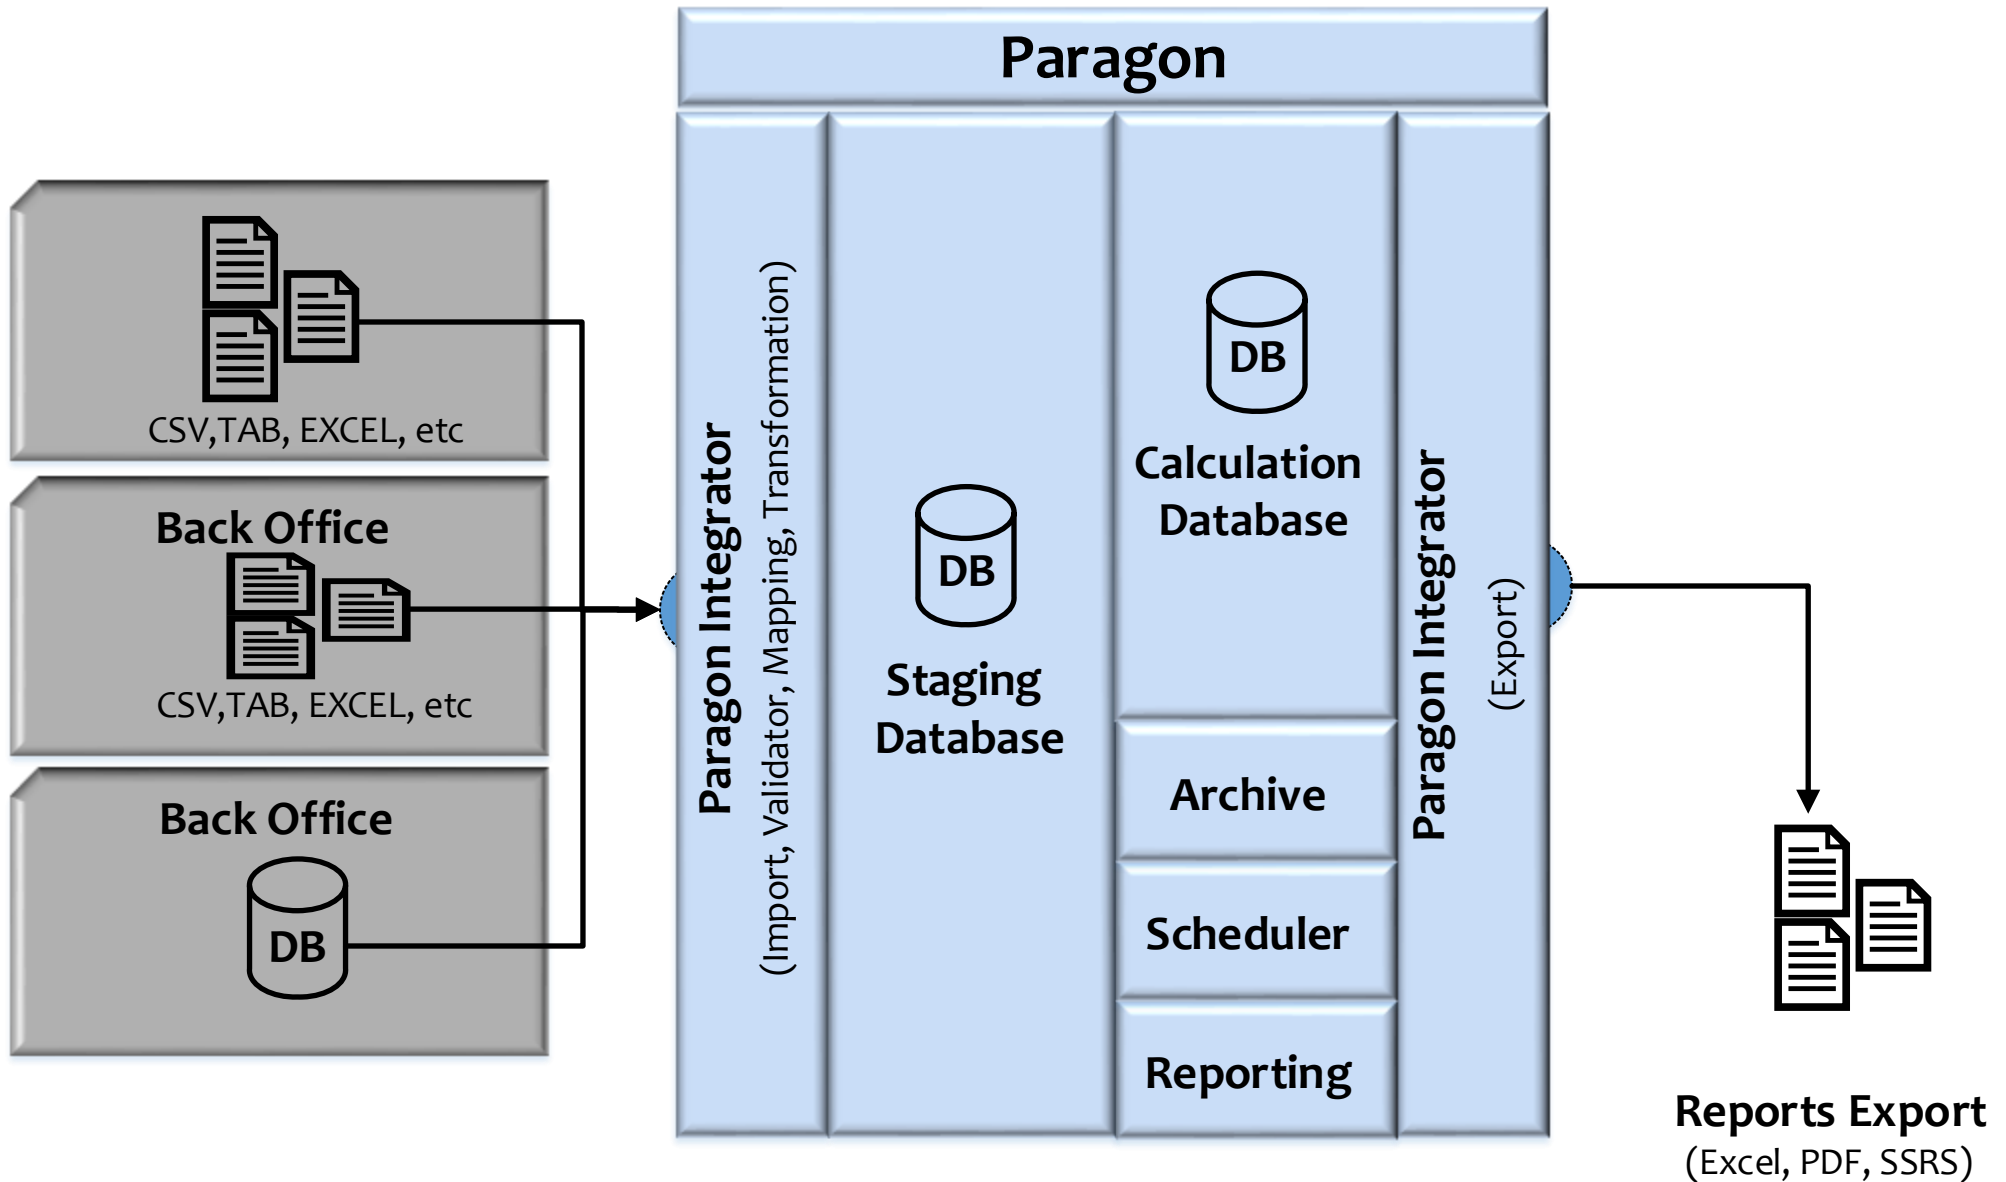 Paragon
CSV,TAB, EXCEL, etc
Back Office
CSV,TAB, EXCEL, etc
Back Office
DB
Paragon Integrator
(Import, Validator, Mapping, Transformation)
DB
Staging
Database
DB
Calculation
Database
Archive
Scheduler
Reporting
Paragon Integrator
(Export)
Reports Export
(Excel, PDF, SSRS)